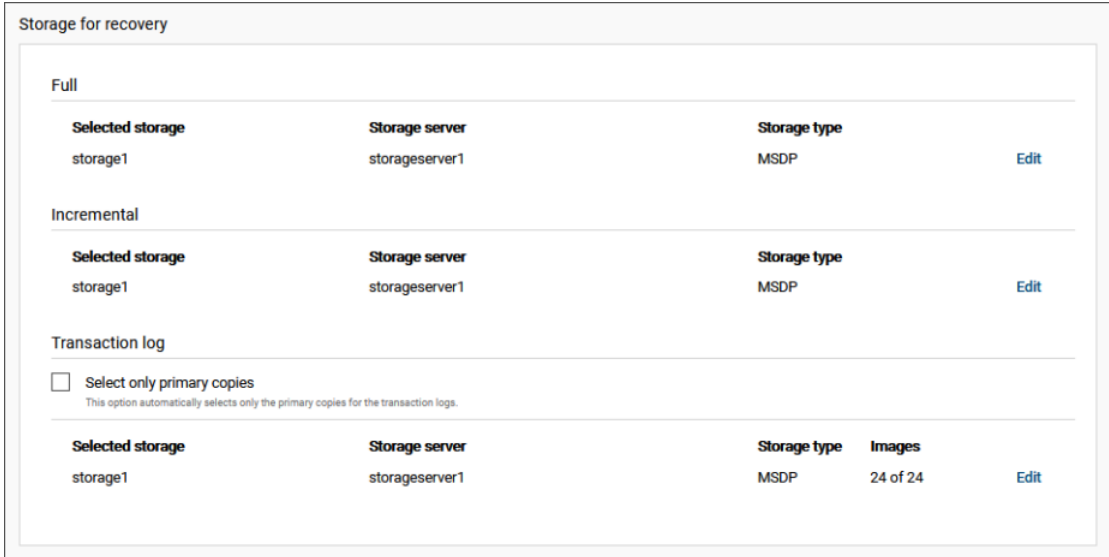 Storage for recovery
Full
Selected storage Storage server Storage type
storage1 storageserver1 MSDP Edit
Incremental
Selected storage Storage server Storage type
storage1 storageserver1 MSDP Edit
Transaction log
Select only primary copies
This option automatically selects only the primary copies for the transaction logs.
Selected storage Storage server Storage type Images
storage1 storageserver1 MSDP 24 of 24 Edit